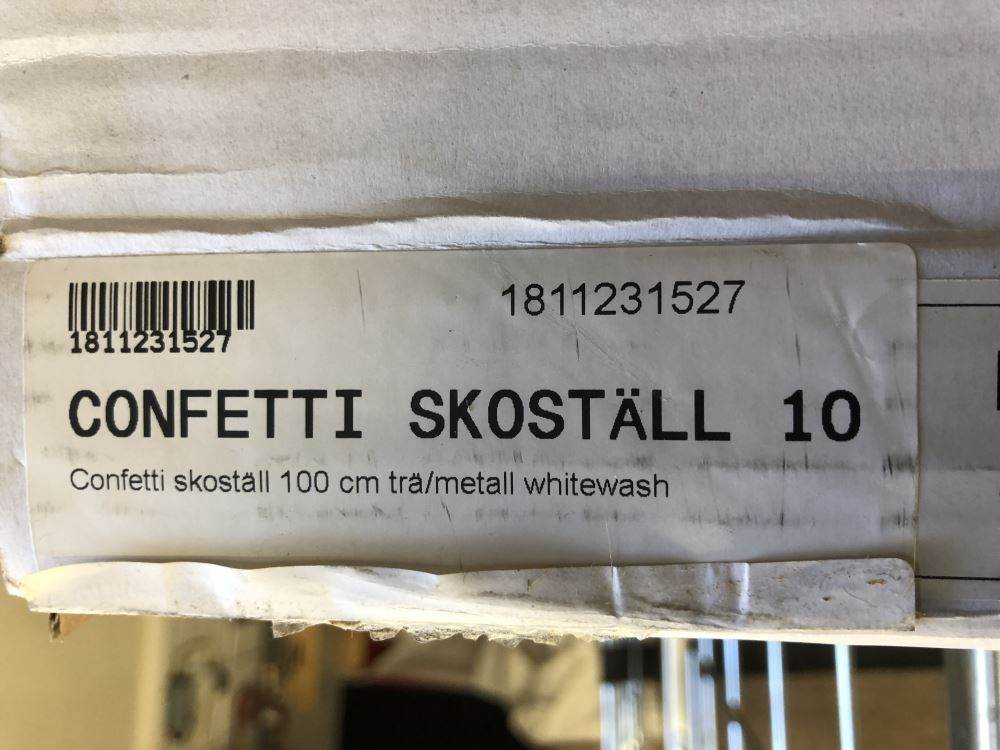 1811231527
1811231527
CONFETTI SKOSTÄLL 10
Confetti skoställ 100 cm trä/metall whitewash